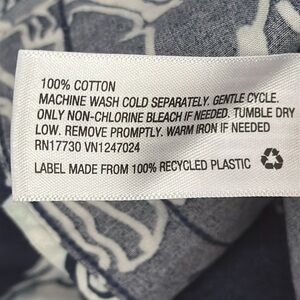 100% COTTON
MACHINE WASH COLD SEPARATELY. GENTLE CYCLE.
ONLY NON-CHLORINE BLEACH IF NEEDED. TUMBLE DRY
LOW. REMOVE PROMPTLY. WARM IRON IF NEEDED
RN17730 VN1247024
LABEL MADE FROM 100% RECYCLED PLASTIC